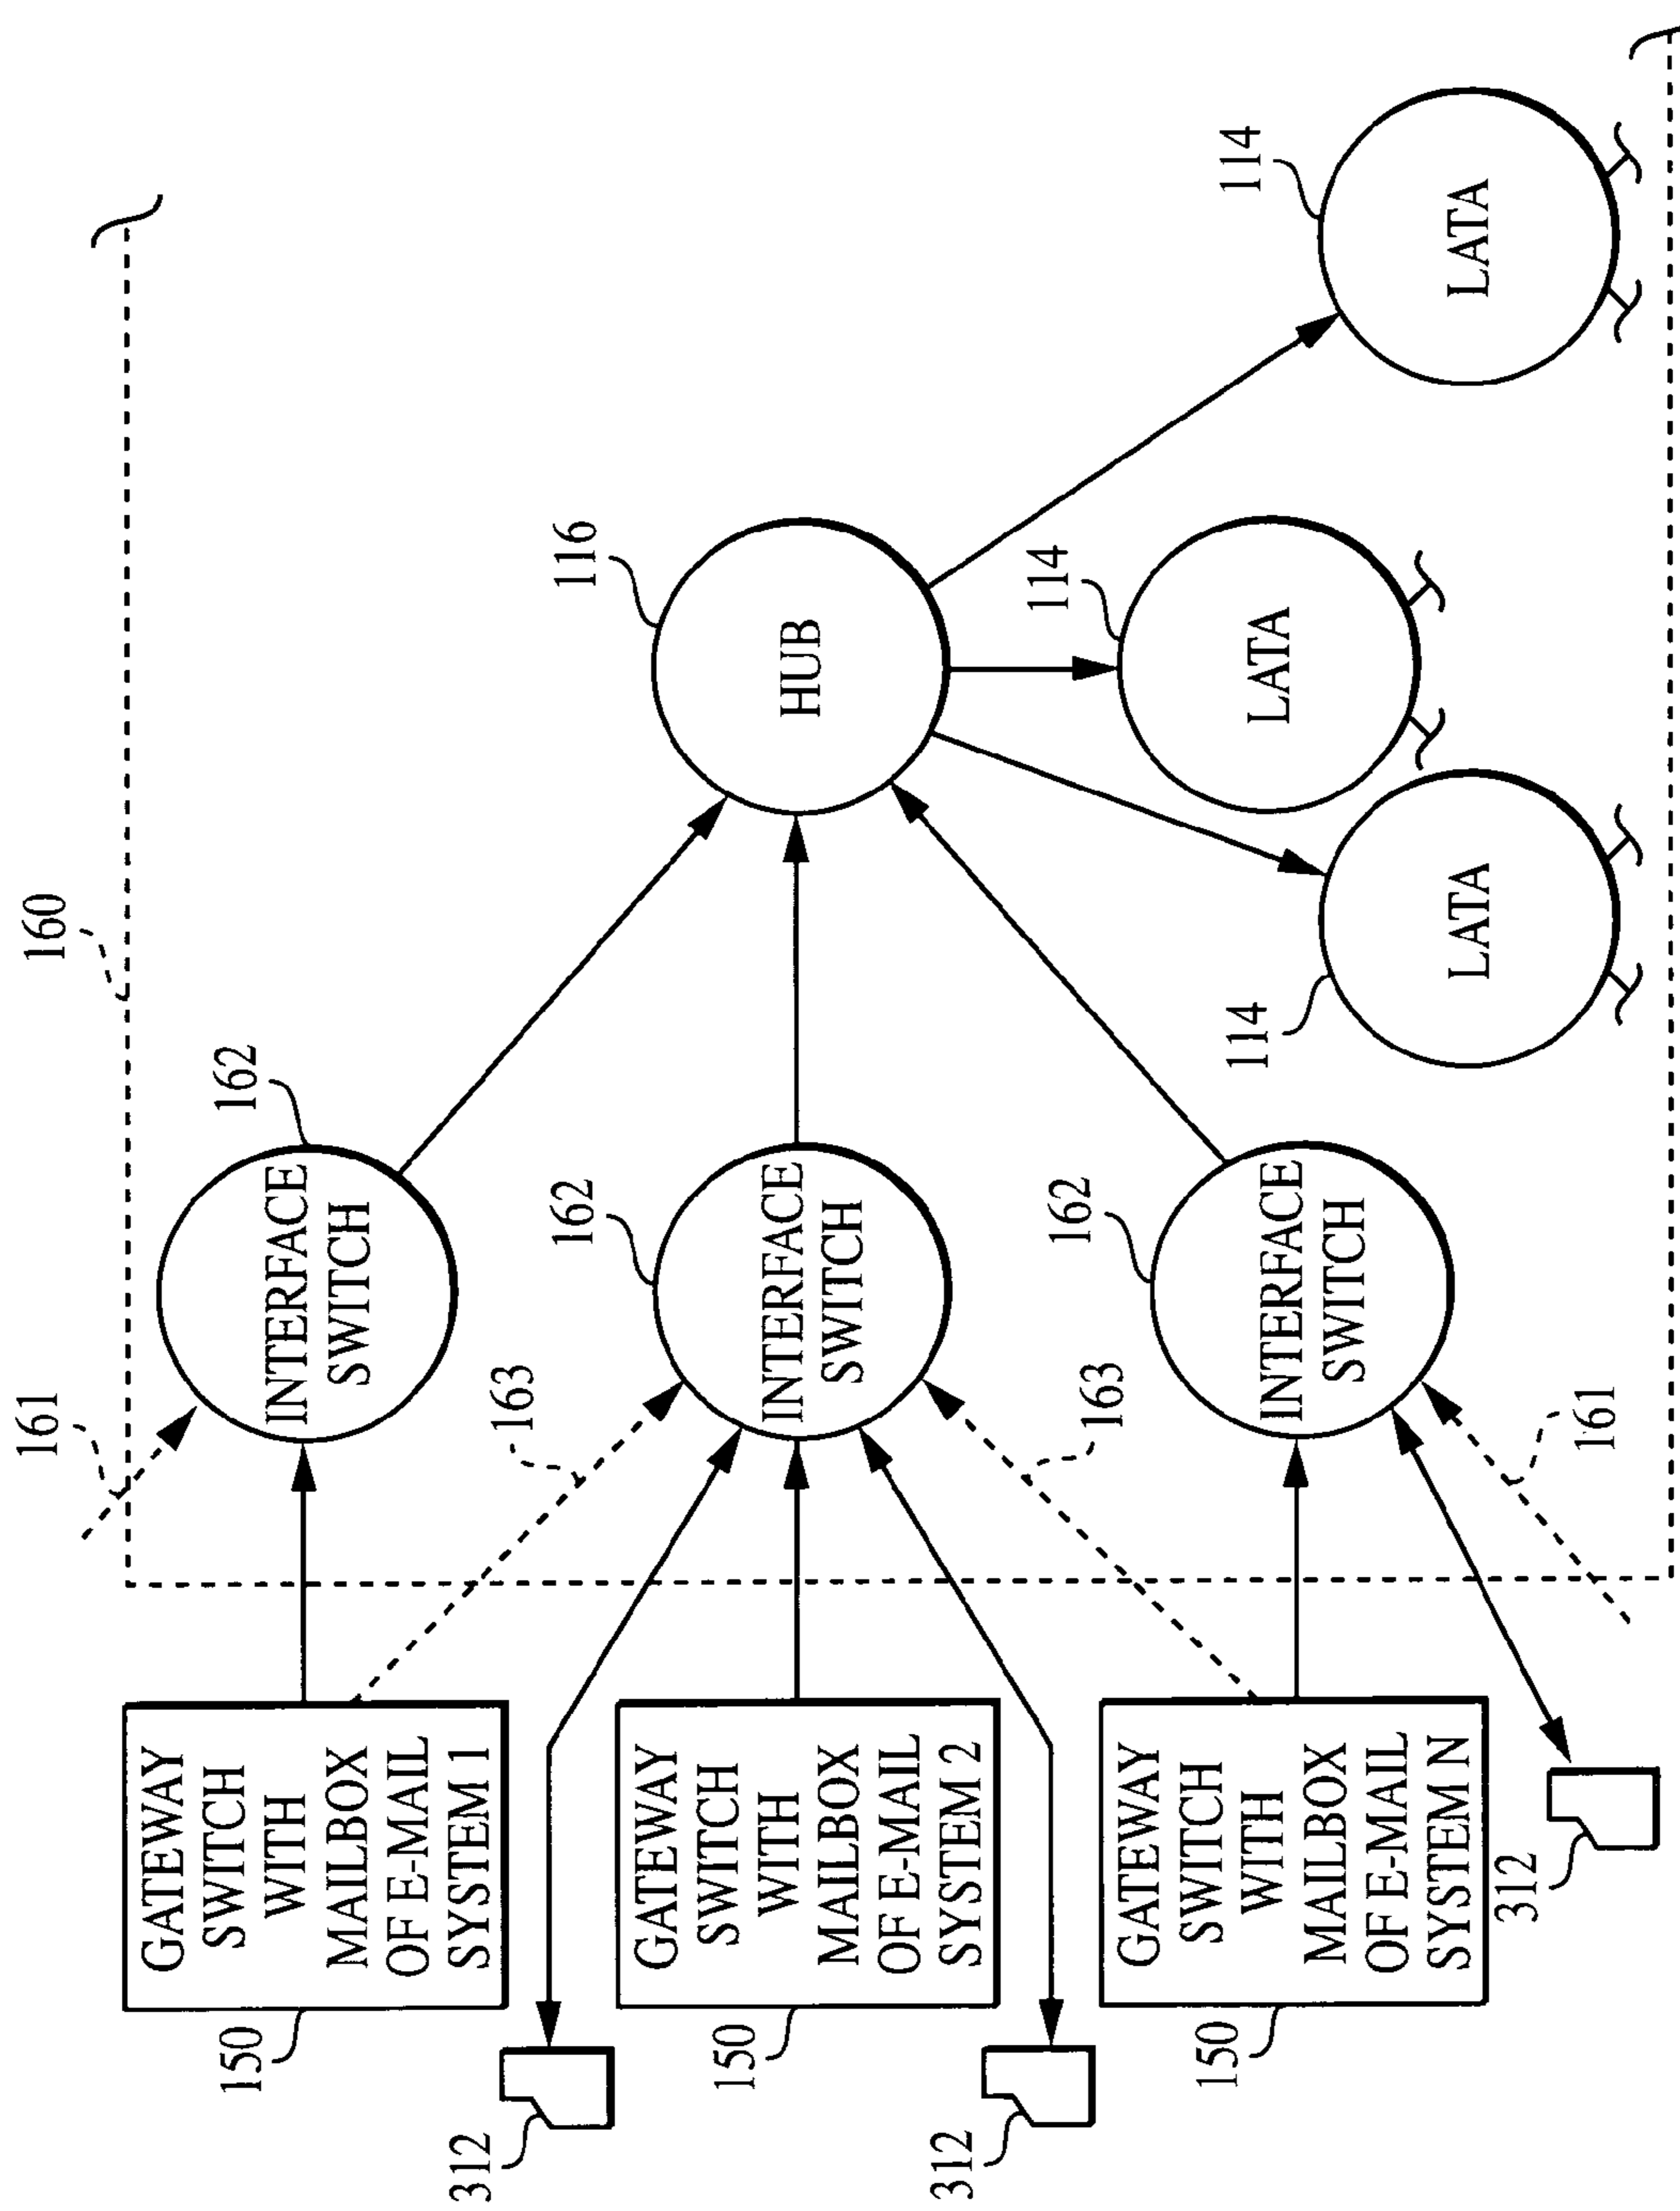 160
161
GATEWAY
SWITCH
WITH
MAILBOX
OF E-MAIL
SYSTEM 1
150
INTERFACE
SWITCH
162
312
163
GATEWAY
SWITCH
WITH
MAILBOX
OF E-MAIL
SYSTEM 2
150
INTERFACE
SWITCH
162
HUB
116
312
163
GATEWAY
SWITCH
WITH
MAILBOX
OF E-MAIL
SYSTEM N
150
INTERFACE
SWITCH
162
114
LATA
114
LATA
114
LATA
312
161